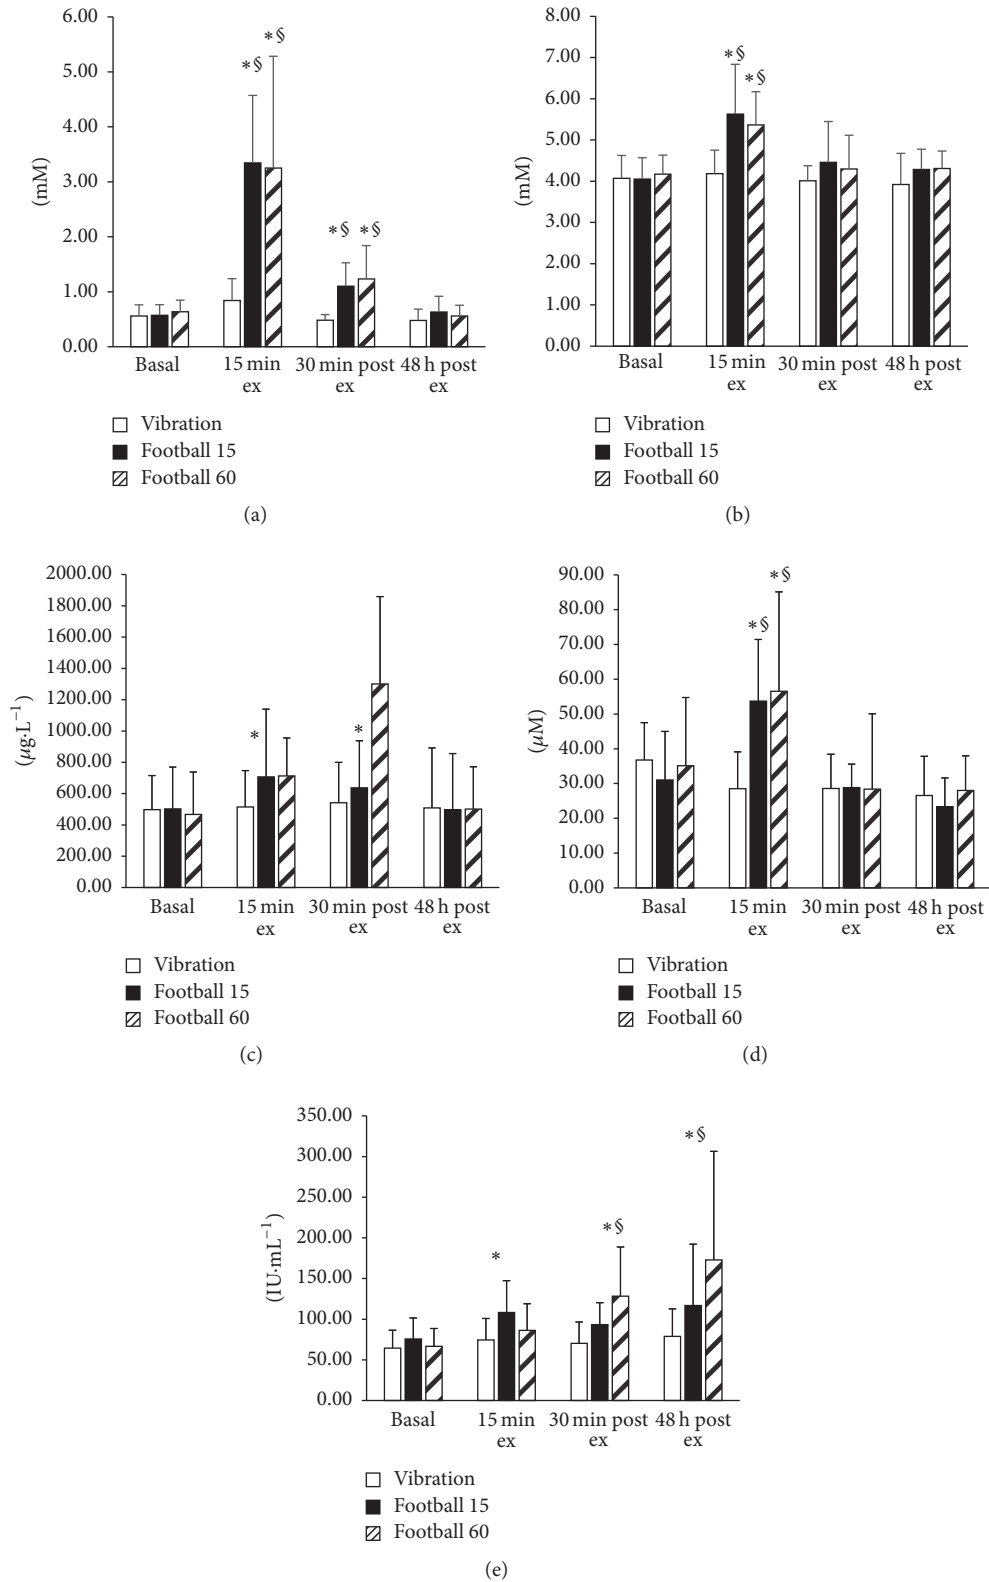 6.00
5.00
4.00
3.00
2.00
1.00
0.00
(mM)
*§
*§
*§
*§
Basal
15 min
ex
30 min post
ex
48 h post
ex
Vibration
Football 15
Football 60
(a)
8.00
7.00
6.00
5.00
4.00
3.00
2.00
1.00
0.00
(mM)
*§
*§
Basal
15 min
ex
30 min post
ex
48 h post
ex
Vibration
Football 15
Football 60
(b)
2000.00
1800.00
1600.00
1400.00
1200.00
1000.00
800.00
600.00
400.00
200.00
0.00
(μg·L⁻¹)
*
*
Basal
15 min
ex
30 min post
ex
48 h post
ex
Vibration
Football 15
Football 60
(c)
90.00
80.00
70.00
60.00
50.00
40.00
30.00
20.00
10.00
0.00
(μM)
*§
*§
Basal
15 min
ex
30 min post
ex
48 h post
ex
Vibration
Football 15
Football 60
(d)
350.00
300.00
250.00
200.00
150.00
100.00
50.00
0.00
(IU·mL⁻¹)
*
*§
*§
Basal
15 min
ex
30 min post
ex
48 h post
ex
Vibration
Football 15
Football 60
(e)